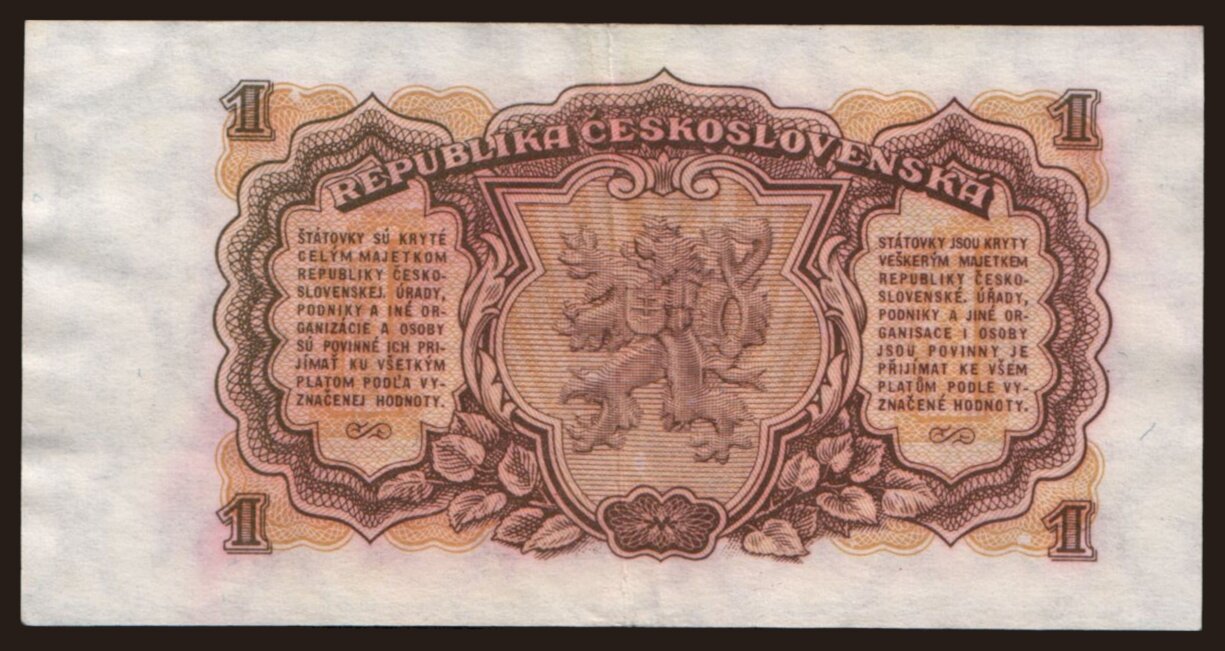 1
1
REPUBLIKA ČESKOSLOVENSKÁ
ŠTÁTOVKY SÚ KRYTÉ
CELÝM MAJETKOM
REPUBLIKY ČESKO-
SLOVENSKEJ. ÚRADY,
PODNIKY A INÉ OR-
GANIZÁCIE A OSOBY
SÚ POVINNÉ ICH PRI-
JÍMAŤ KU VŠETKÝM
PLATOM PODĽA VY-
ZNAČENEJ HODNOTY.
STÁTOVKY JSOU KRYTY
VEŠKERÝM MAJETKEM
REPUBLIKY ČESKO-
SLOVENSKÉ. ÚŘADY,
PODNIKY A JINÉ OR-
GANISACE I OSOBY
JSOU POVINNY JE
PŘIJÍMAT KE VŠEM
PLATŮM PODLE VY-
ZNAČENÉ HODNOTY.
1
1